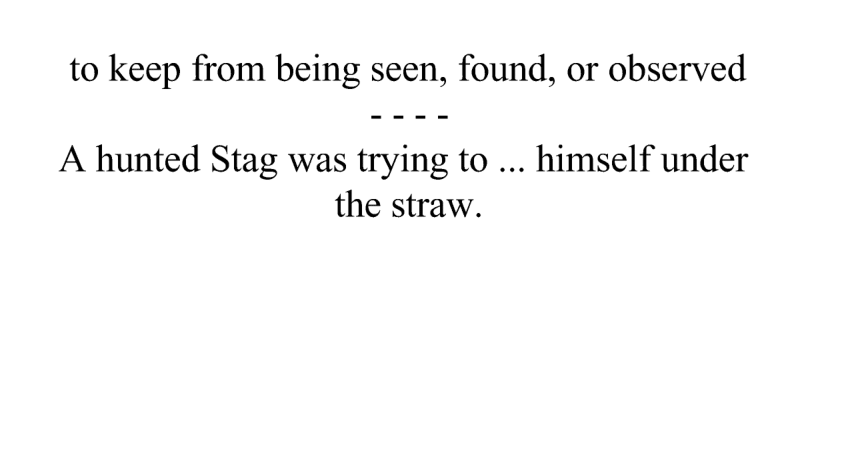 to keep from being seen, found, or observed
- - - -
A hunted Stag was trying to ... himself under
the straw.